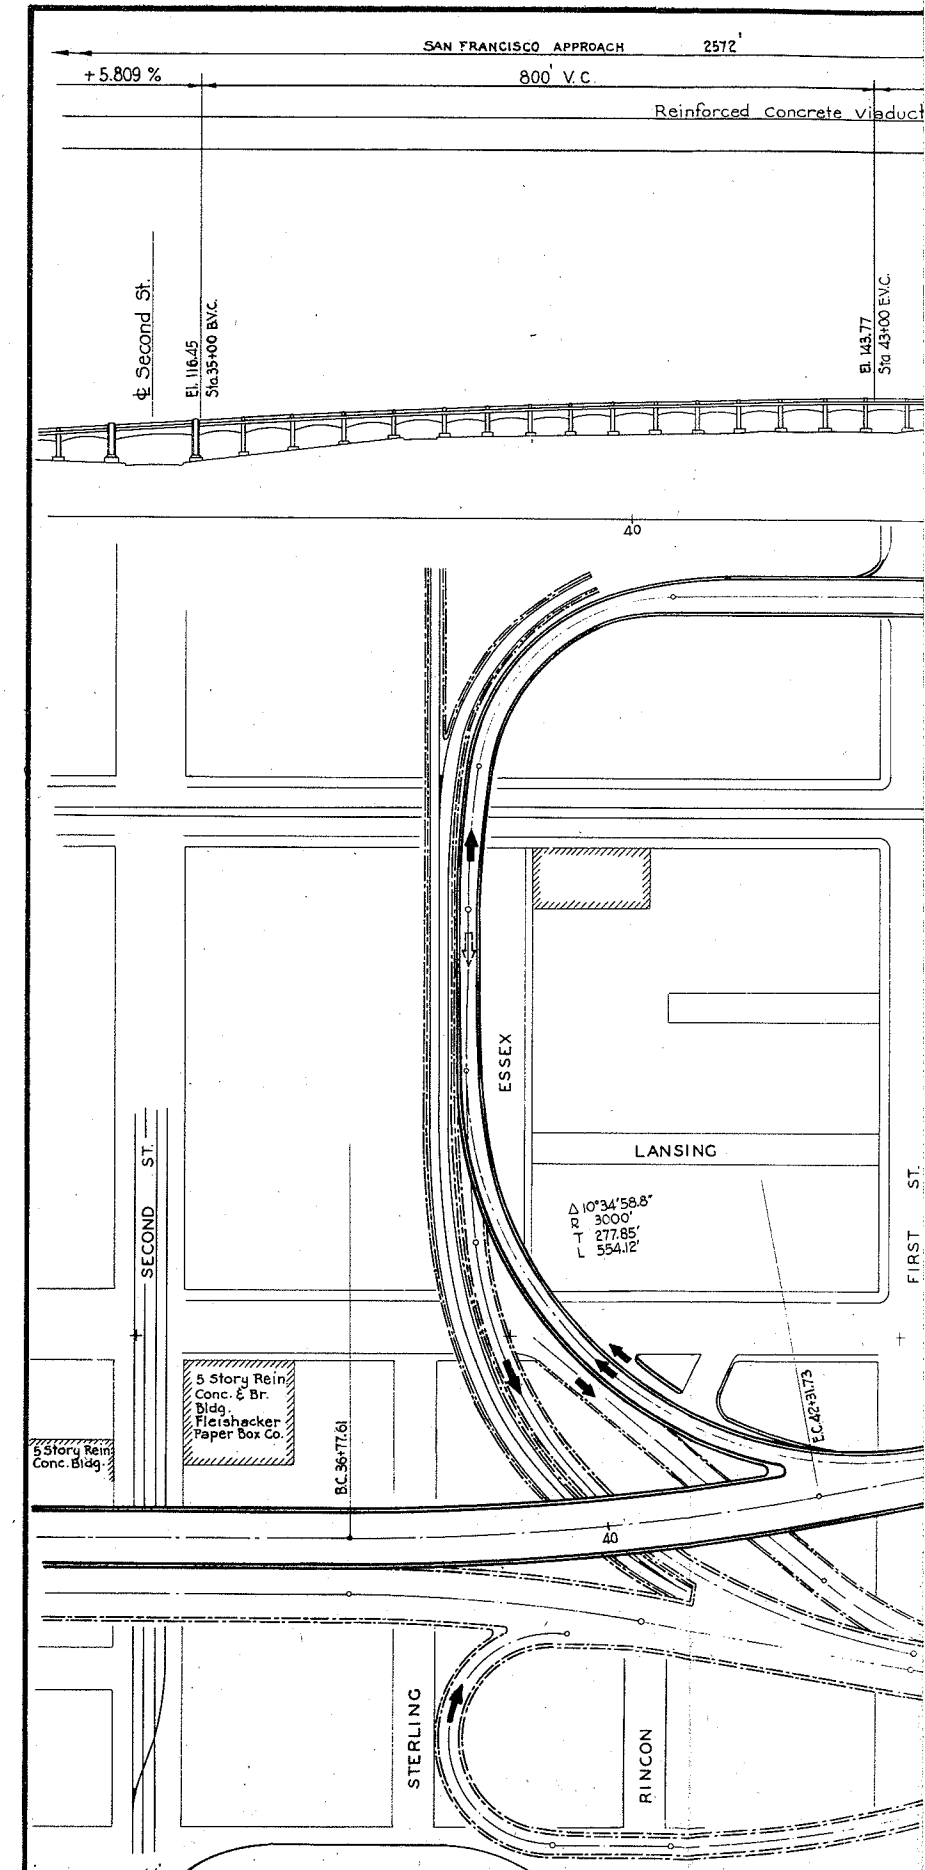 SAN FRANCISCO APPROACH 2572'
+5.809 % 800' V.C.
Reinforced Concrete Viaduct
₵ Second St.
El. 116.45
Sta. 35+00 B.V.C.
El. 143.77
Sta 43+00 E.V.C.
40
ESSEX
LANSING
Δ 10°34'58.8"
R 3000'
T 277.85'
L 554.12'
SECOND ST.
FIRST ST.
5 Story Rein
Conc. & Br.
Bldg.
Fleishacker
Paper Box Co.
5 Story Rein
Conc. Bldg.
B.C. 36+77.61
E.C. 42+31.73
40
STERLING
RINCON